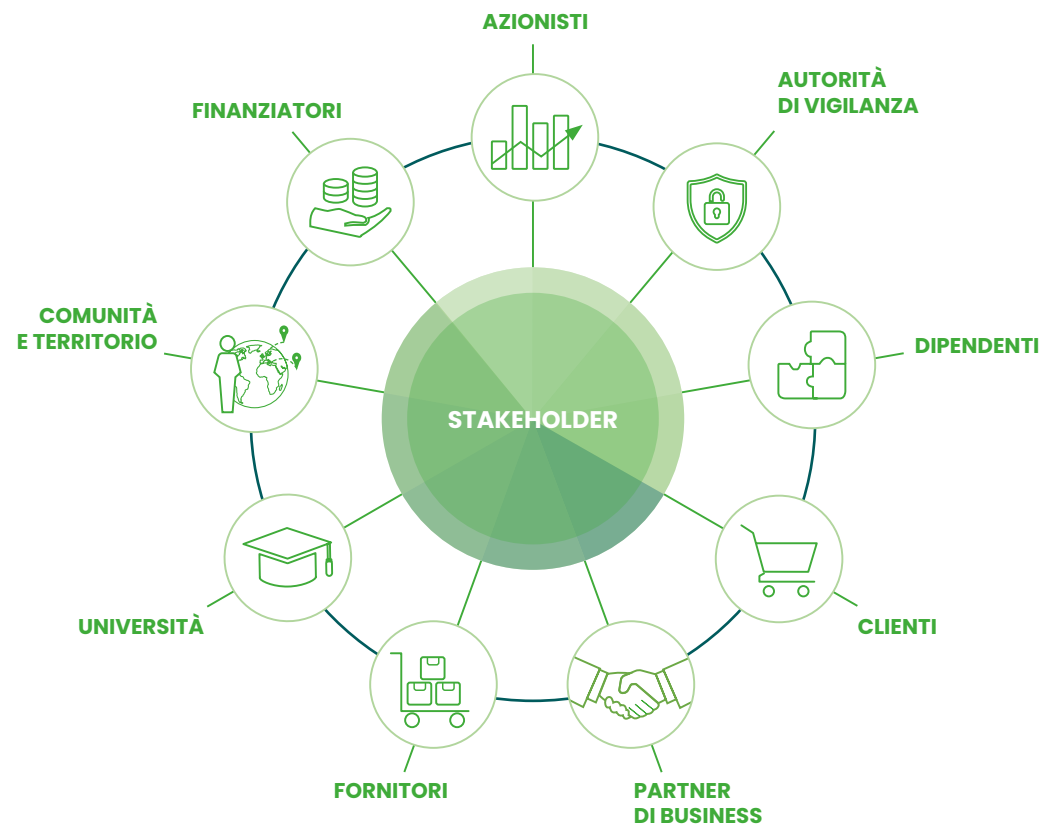 AZIONISTI
AUTORITÀ
DI VIGILANZA
FINANZIATORI
COMUNITÀ
E TERRITORIO
DIPENDENTI
STAKEHOLDER
UNIVERSITÀ
CLIENTI
FORNITORI
PARTNER
DI BUSINESS